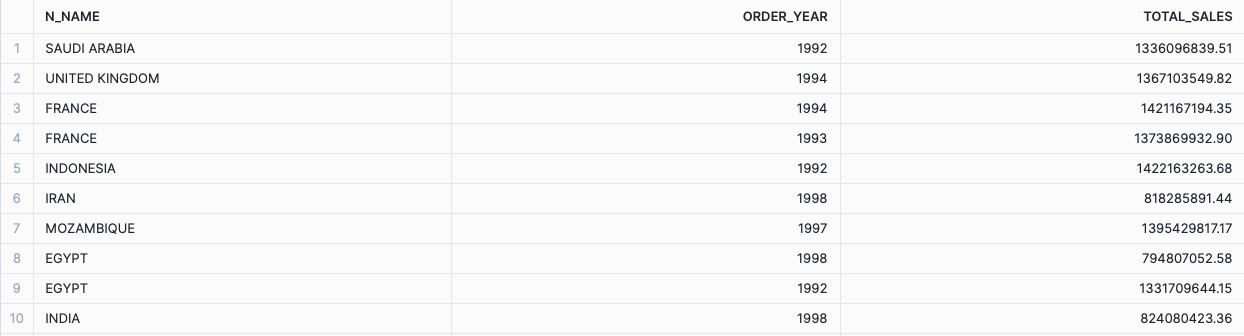 N_NAME ORDER_YEAR TOTAL_SALES
1 SAUDI ARABIA 1992 1336096839.51
2 UNITED KINGDOM 1994 1367103549.82
3 FRANCE 1994 1421167194.35
4 FRANCE 1993 1373869932.90
5 INDONESIA 1992 1422163263.68
6 IRAN 1998 818285891.44
7 MOZAMBIQUE 1997 1395429817.17
8 EGYPT 1998 794807052.58
9 EGYPT 1992 1331709644.15
10 INDIA 1998 824080423.36